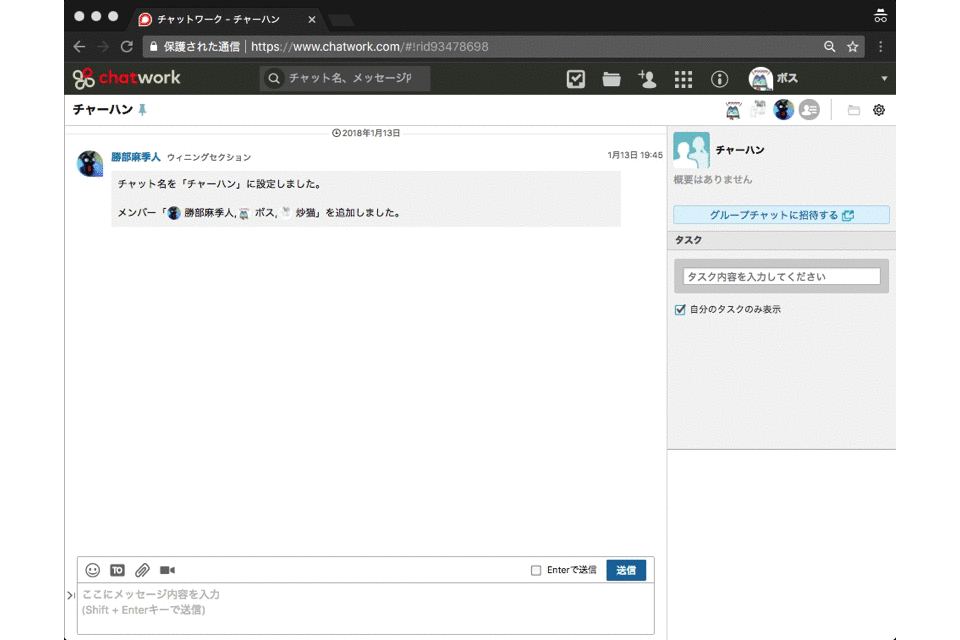 チャットワーク - チャーハン
保護された通信 | https://www.chatwork.com/#!rid93478698
chatwork
チャット名、メッセージ内
ボス
チャーハン
2018年1月13日
勝部麻季人 ウィニングセクション
1月13日 19:45
チャット名を「チャーハン」に設定しました。
メンバー「勝部麻季人, ボス, 炒猫」を追加しました。
チャーハン
概要はありません
グループチャットに招待する
タスク
タスク内容を入力してください
自分のタスクのみ表示
TO
Enterで送信
送信
ここにメッセージ内容を入力
(Shift + Enterキーで送信)